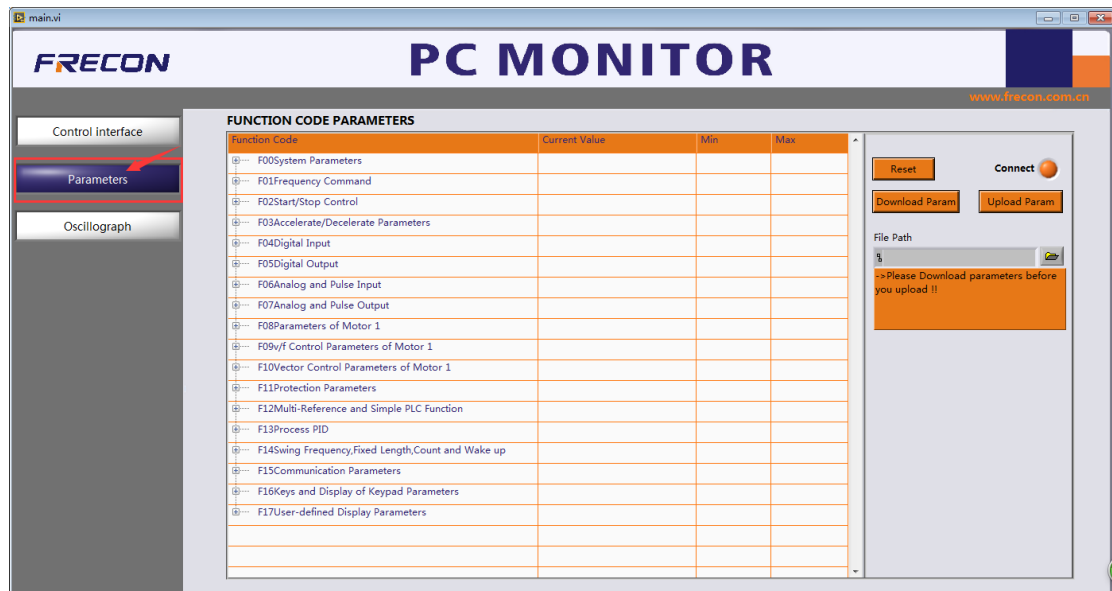 main.vi
FRECON
PC MONITOR
www.frecon.com.cn
Control interface
Parameters
Oscillograph
FUNCTION CODE PARAMETERS
Function Code Current Value Min Max
F00System Parameters
F01Frequency Command
F02Start/Stop Control
F03Accelerate/Decelerate Parameters
F04Digital Input
F05Digital Output
F06Analog and Pulse Input
F07Analog and Pulse Output
F08Parameters of Motor 1
F09v/f Control Parameters of Motor 1
F10Vector Control Parameters of Motor 1
F11Protection Parameters
F12Multi-Reference and Simple PLC Function
F13Process PID
F14Swing Frequency,Fixed Length,Count and Wake up
F15Communication Parameters
F16Keys and Display of Keypad Parameters
F17User-defined Display Parameters
Reset Connect
Download Param Upload Param
File Path
->Please Download parameters before
you upload !!